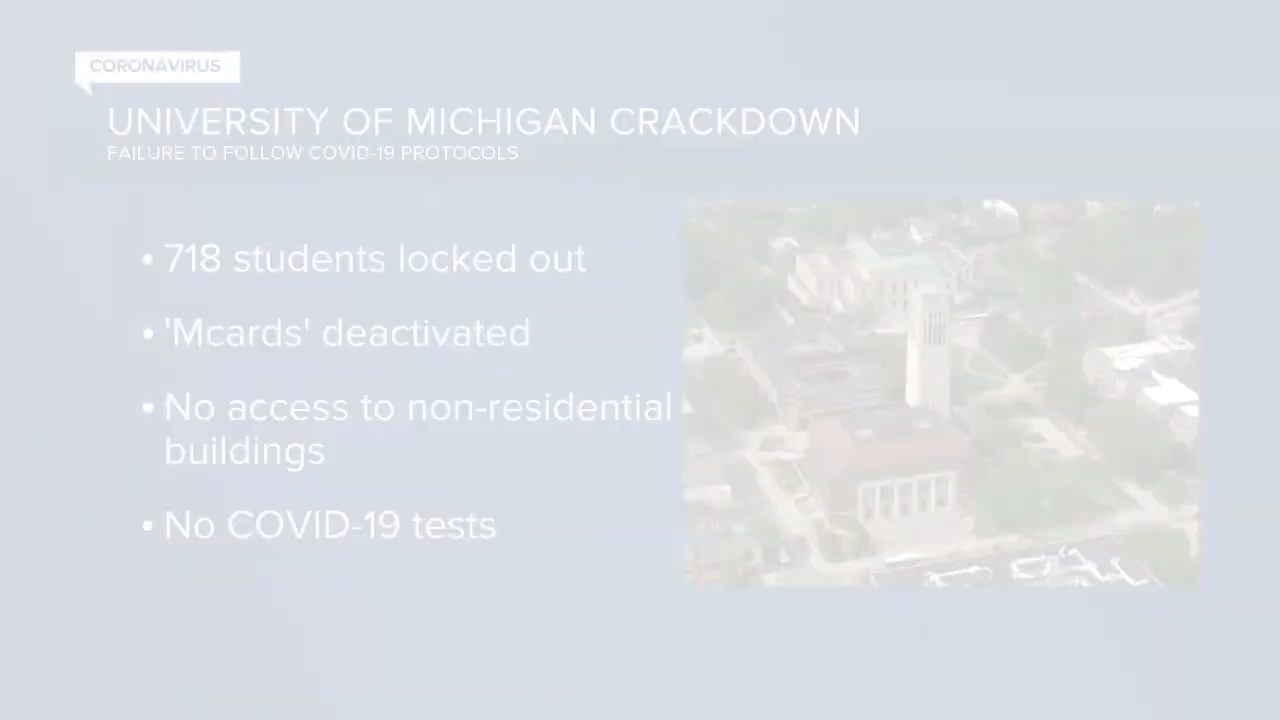 CORONAVIRUS
UNIVERSITY OF MICHIGAN CRACKDOWN
FAILURE TO FOLLOW COVID-19 PROTOCOLS
• 718 students locked out
• 'Mcards' deactivated
• No access to non-residential
buildings
• No COVID-19 tests